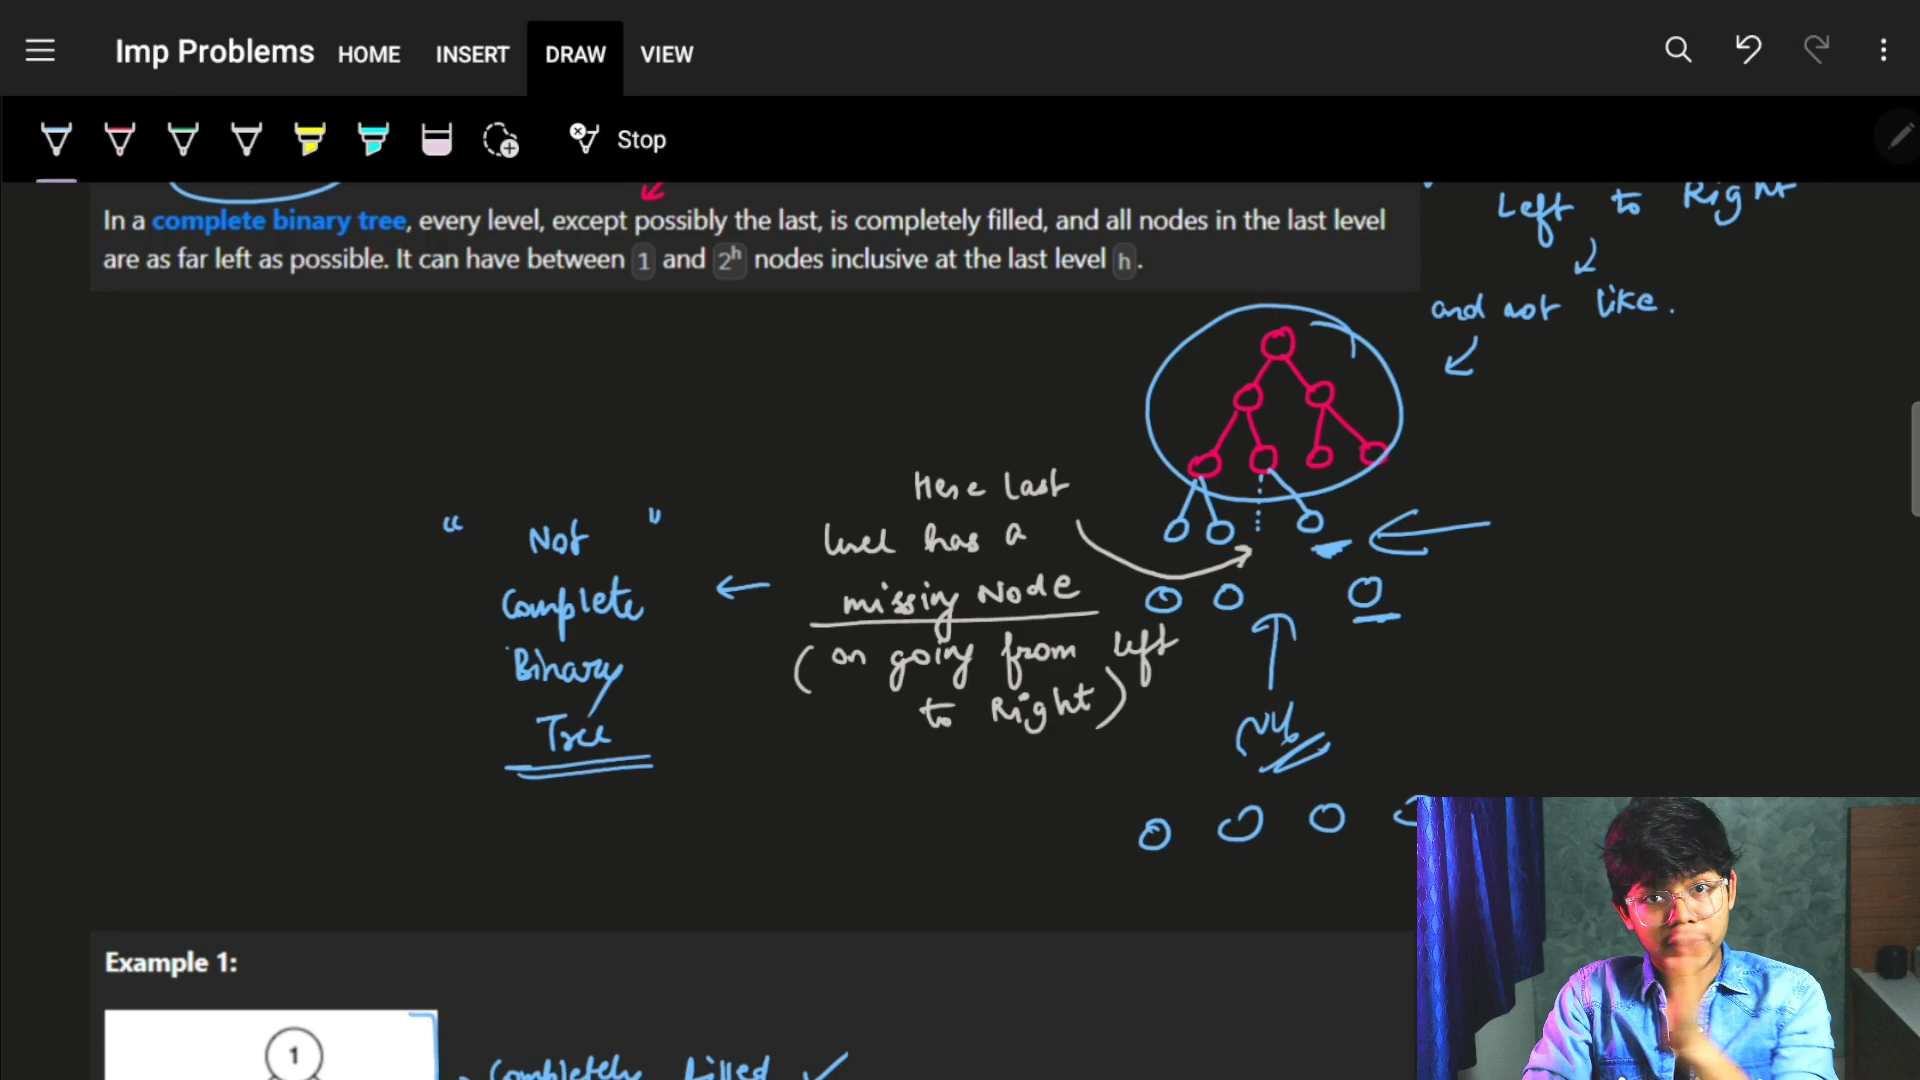 Imp Problems HOME INSERT DRAW VIEW
Stop
Left to Right
In a complete binary tree, every level, except possibly the last, is completely filled, and all nodes in the last level
are as far left as possible. It can have between 1 and 2h nodes inclusive at the last level h.
and not like.
Here last
level has a
missing Node
(on going from left
to Right)
" Not "
Complete
Binary
Tree
Example 1:
1
Completely filled